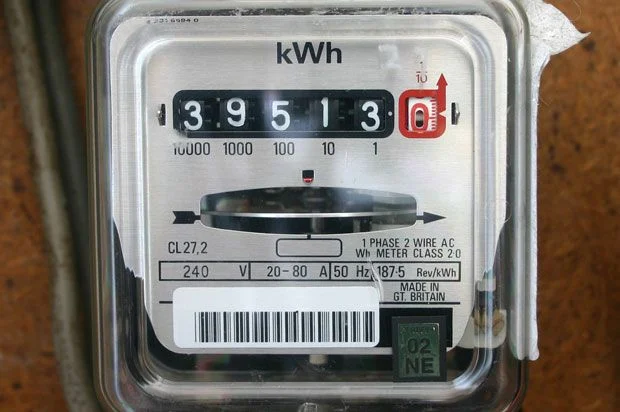 kWh
1
10
3 9 5 1 3 0
10000 1000 100 10 1
CL27,2
1 PHASE 2 WIRE AC
Wh METER CLASS 2·0
240 V 20-80 A 50 Hz 187·5 Rev/kWh
MADE IN
GT. BRITAIN
02
NE